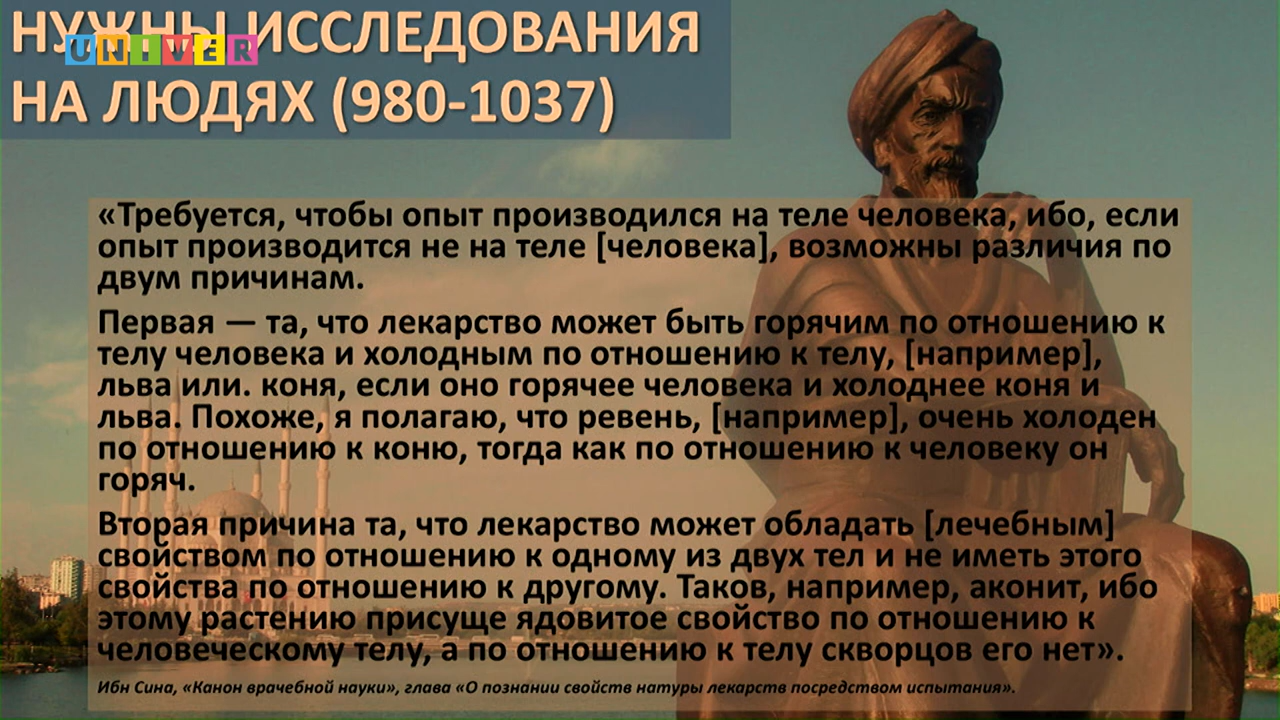 НУЖНЫ ИССЛЕДОВАНИЯ
UNIVER
НА ЛЮДЯХ (980-1037)
«Требуется, чтобы опыт производился на теле человека, ибо, если
опыт производится не на теле [человека], возможны различия по
двум причинам.
Первая — та, что лекарство может быть горячим по отношению к
телу человека и холодным по отношению к телу, [например],
льва или. коня, если оно горячее человека и холоднее коня и
льва. Похоже, я полагаю, что ревень, [например], очень холоден
по отношению к коню, тогда как по отношению к человеку он
горяч.
Вторая причина та, что лекарство может обладать [лечебным]
свойством по отношению к одному из двух тел и не иметь этого
свойства по отношению к другому. Таков, например, аконит, ибо
этому растению присуще ядовитое свойство по отношению к
человеческому телу, а по отношению к телу скворцов его нет».
Ибн Сина, «Канон врачебной науки», глава «О познании свойств натуры лекарств посредством испытания».